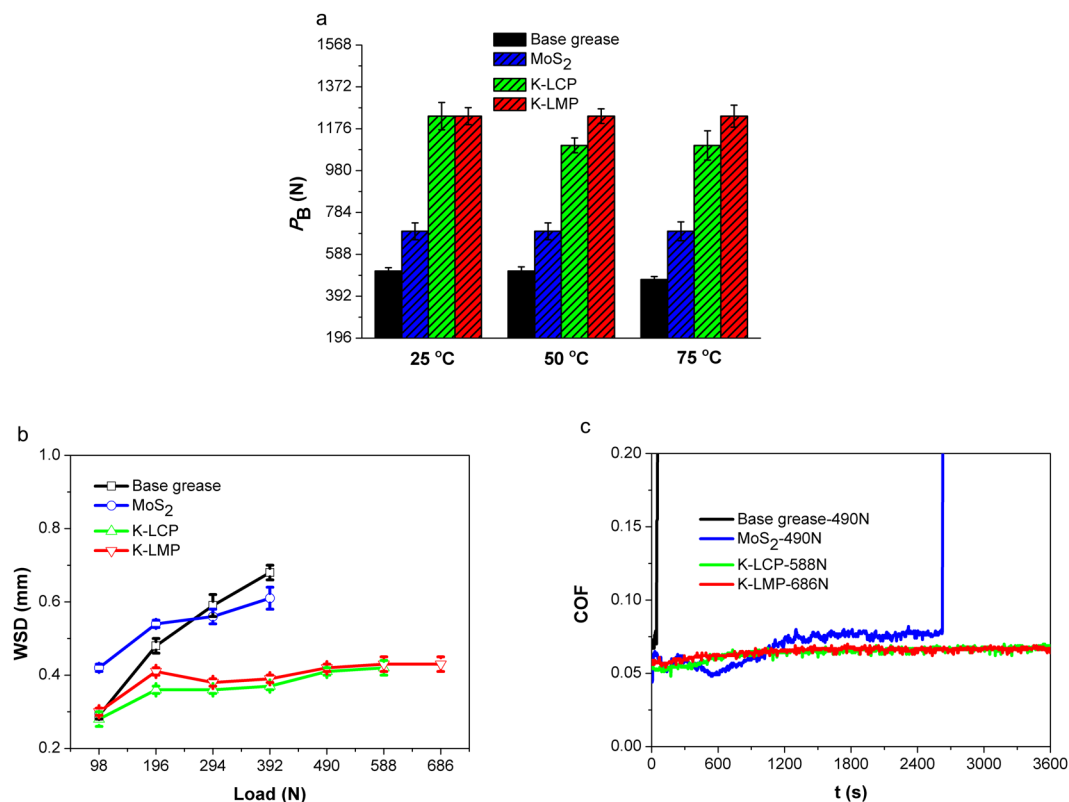 a
1568
1372
1176
980
784
588
392
196
P_B (N)
Base grease
MoS2
K-LCP
K-LMP
25 °C
50 °C
75 °C
b
1.0
0.8
0.6
0.4
0.2
WSD (mm)
Base grease
MoS2
K-LCP
K-LMP
98
196
294
392
490
588
686
Load (N)
c
0.20
0.15
0.10
0.05
0.00
COF
Base grease-490N
MoS2-490N
K-LCP-588N
K-LMP-686N
0
600
1200
1800
2400
3000
3600
t (s)